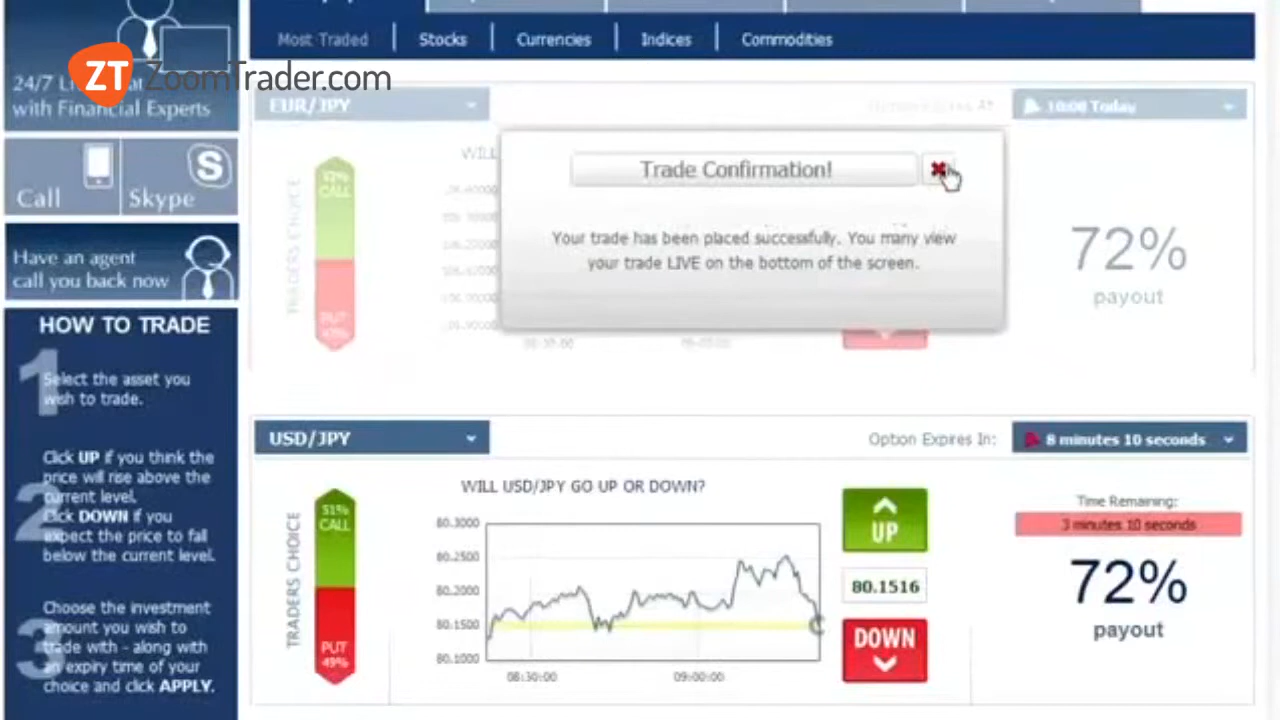 Most Traded
Stocks
Currencies
Indices
Commodities
ZT ZoomTrader.com
24/7
with Financial Experts
Call
Skype
Have an agent
call you back now
HOW TO TRADE
1
Select the asset you
wish to trade.
2
Click UP if you think the
price will rise above the
current level.
Click DOWN if you
expect the price to fall
below the current level.
3
Choose the investment
amount you wish to
trade with - along with
an expiry time of your
choice and click APPLY.
EUR/JPY
10:00 Today
TRADERS CHOICE
CALL
PUT
WILL
Trade Confirmation!
Your trade has been placed successfully. You many view
your trade LIVE on the bottom of the screen.
72%
payout
USD/JPY
Option Expires In:
8 minutes 10 seconds
TRADERS CHOICE
51%
CALL
PUT
49%
WILL USD/JPY GO UP OR DOWN?
80.3000
80.2500
80.2000
80.1500
80.1000
08:30:00
09:00:00
UP
80.1516
DOWN
Time Remaining:
3 minutes 10 seconds
72%
payout